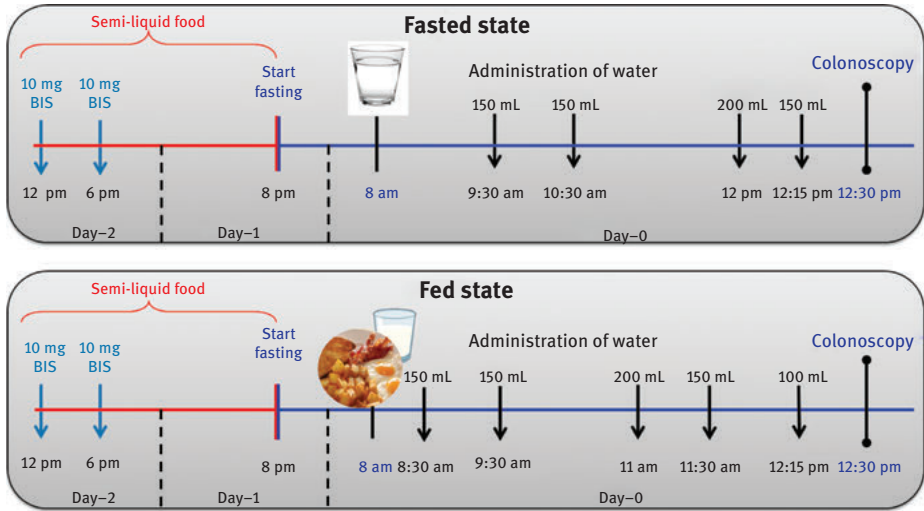 Fasted state
Semi-liquid food
10 mg
BIS
10 mg
BIS
Start
fasting
Administration of water
Colonoscopy
150 mL
150 mL
200 mL
150 mL
12 pm
6 pm
8 pm
8 am
9:30 am
10:30 am
12 pm
12:15 pm
12:30 pm
Day–2
Day–1
Day–0
Fed state
Semi-liquid food
10 mg
BIS
10 mg
BIS
Start
fasting
Administration of water
Colonoscopy
150 mL
150 mL
200 mL
150 mL
100 mL
12 pm
6 pm
8 pm
8 am
8:30 am
9:30 am
11 am
11:30 am
12:15 pm
12:30 pm
Day–2
Day–1
Day–0